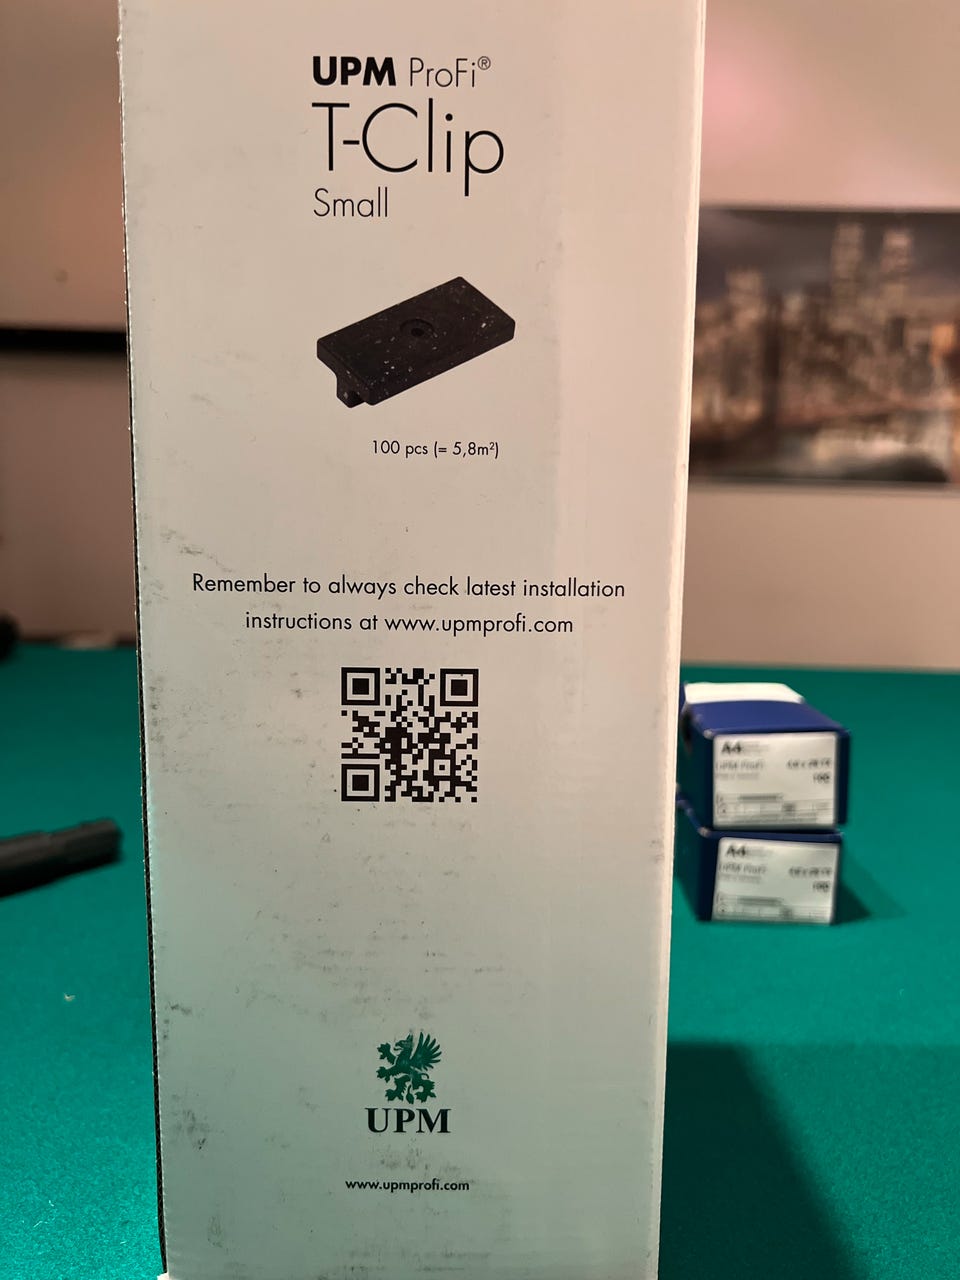 UPM ProFi®
T-Clip
Small
100 pcs (= 5,8m²)
Remember to always check latest installation
instructions at www.upmprofi.com
UPM
www.upmprofi.com
A4
UPM ProFi
100
A4
UPM ProFi
100